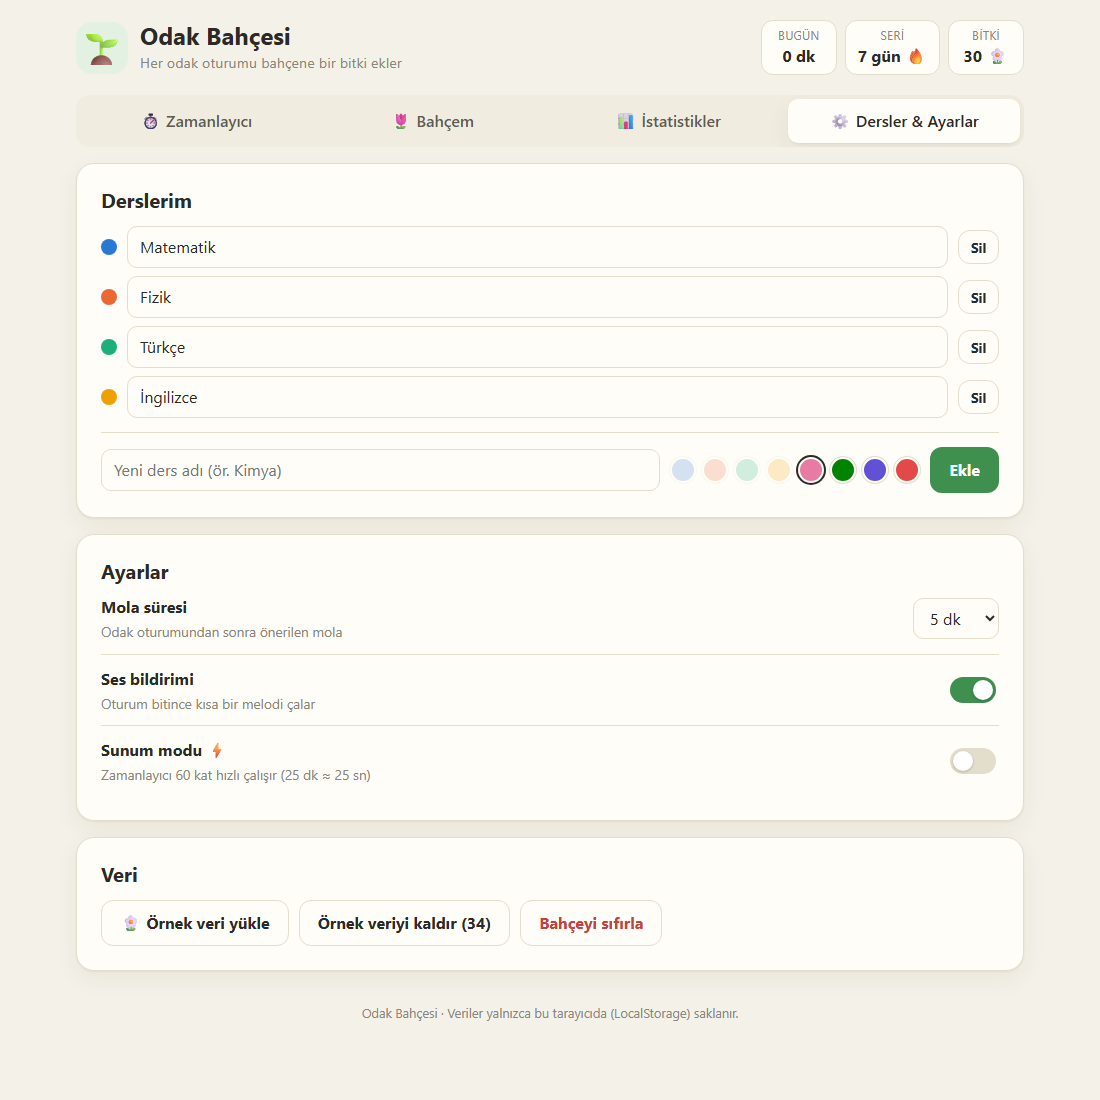 Odak Bahçesi
Her odak oturumu bahçene bir bitki ekler
BUGÜN
0 dk
SERİ
7 gün
BİTKİ
30
Zamanlayıcı
Bahçem
İstatistikler
Dersler & Ayarlar
Derslerim
Matematik
Sil
Fizik
Sil
Türkçe
Sil
İngilizce
Sil
Yeni ders adı (ör. Kimya)
Ekle
Ayarlar
Mola süresi
Odak oturumundan sonra önerilen mola
5 dk
Ses bildirimi
Oturum bitince kısa bir melodi çalar
Sunum modu
Zamanlayıcı 60 kat hızlı çalışır (25 dk ≈ 25 sn)
Veri
Örnek veri yükle
Örnek veriyi kaldır (34)
Bahçeyi sıfırla
Odak Bahçesi · Veriler yalnızca bu tarayıcıda (LocalStorage) saklanır.